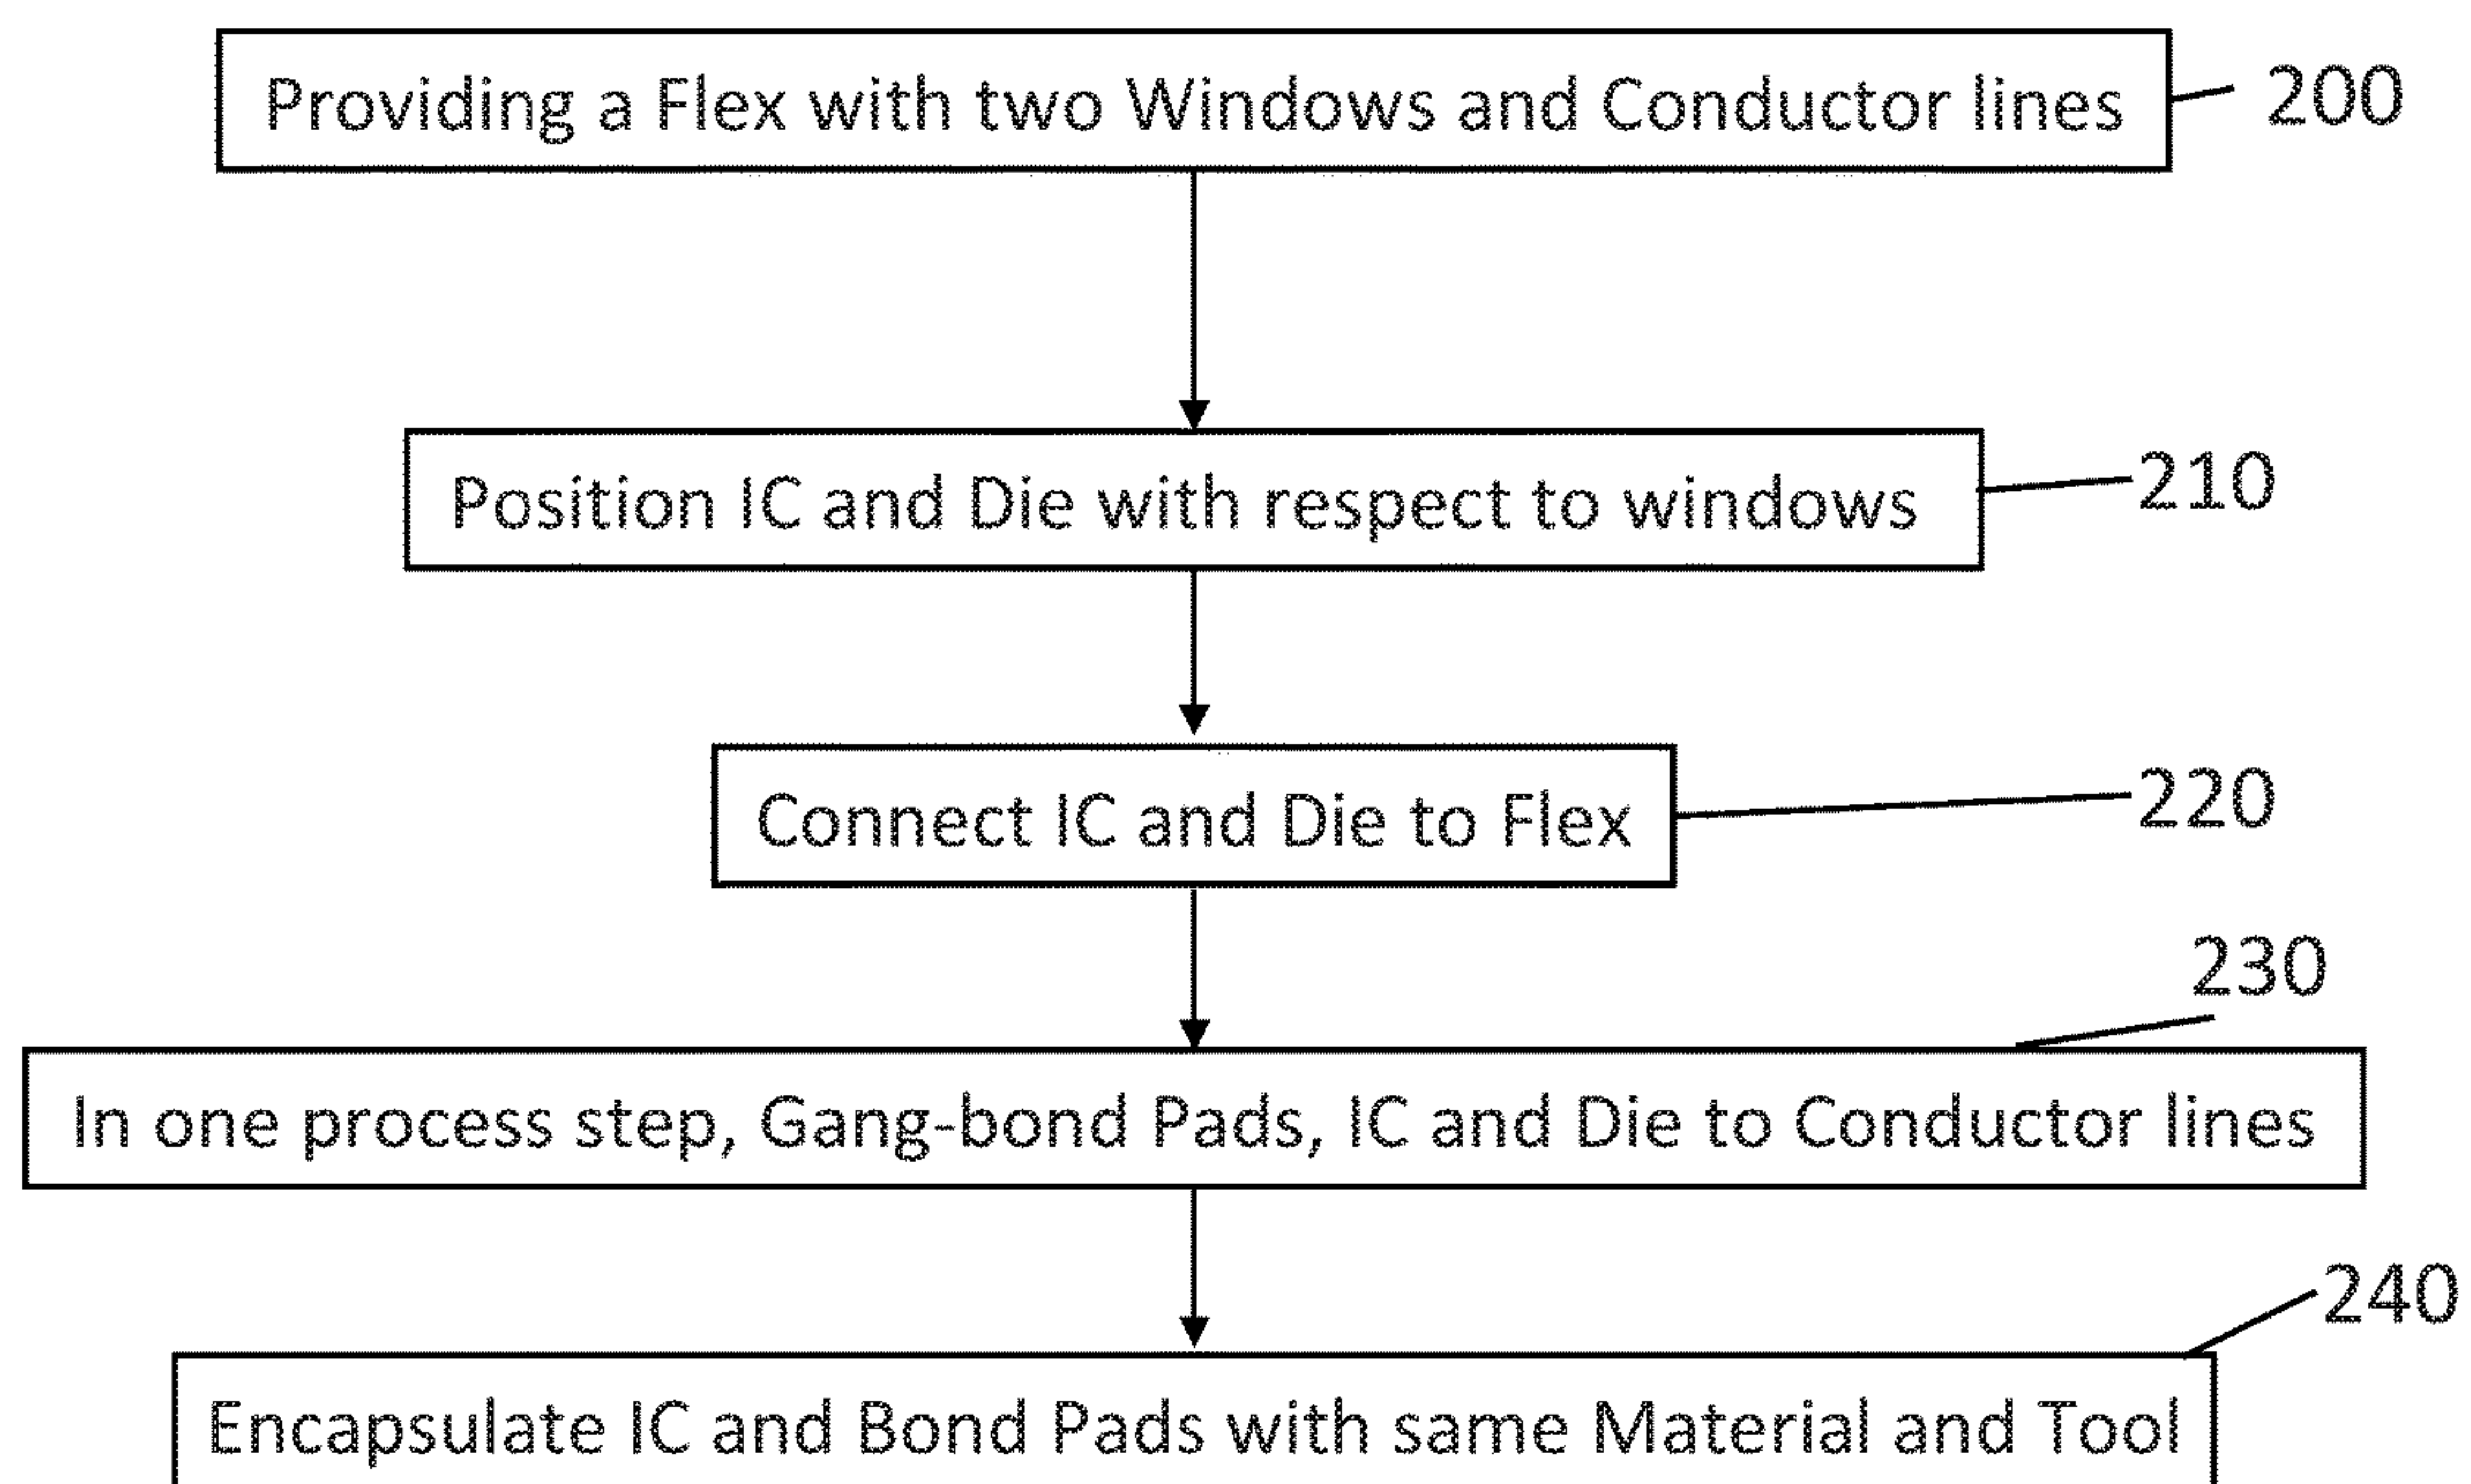 Providing a Flex with two Windows and Conductor lines
200
Position IC and Die with respect to windows
210
Connect IC and Die to Flex
220
230
In one process step, Gang-bond Pads, IC and Die to Conductor lines
240
Encapsulate IC and Bond Pads with same Material and Tool